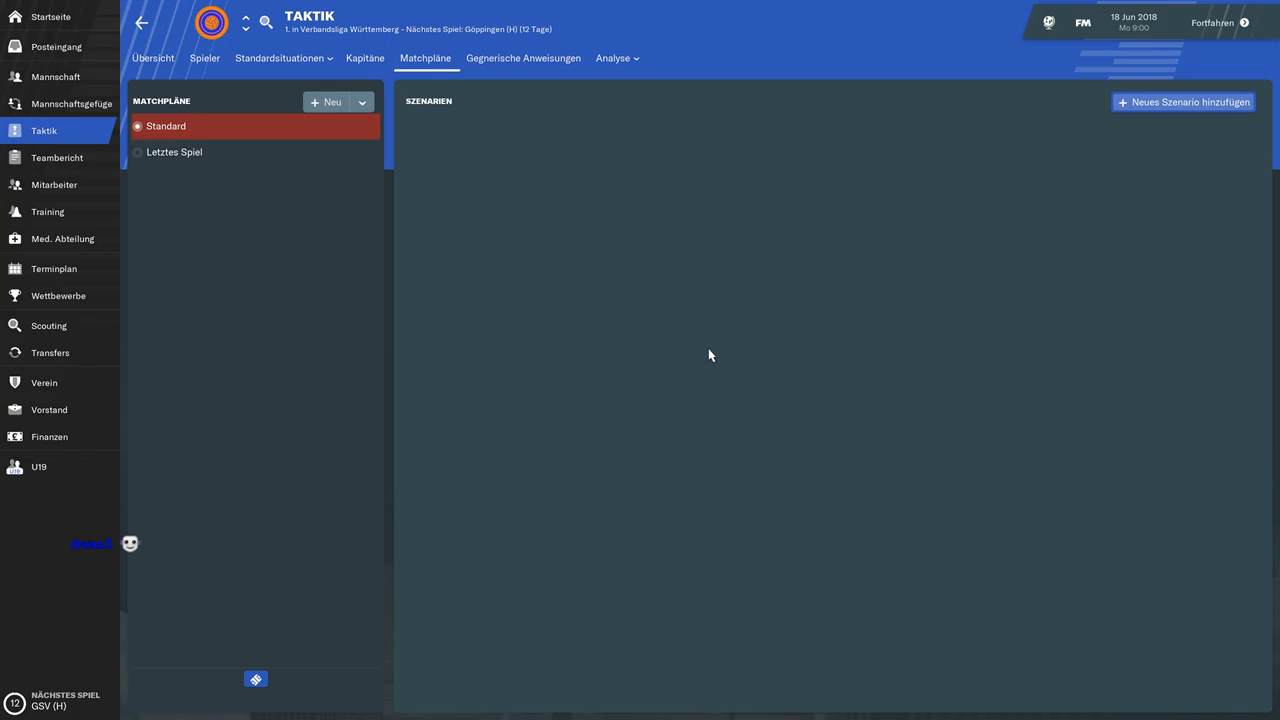 Startseite
Posteingang
Mannschaft
Mannschaftsgefüge
Taktik
Teambericht
Mitarbeiter
Training
Med. Abteilung
Terminplan
Wettbewerbe
Scouting
Transfers
Verein
Vorstand
Finanzen
U19
U19
12
NÄCHSTES SPIEL
GSV (H)
TAKTIK
1. in Verbandsliga Württemberg - Nächstes Spiel: Göppingen (H) (12 Tage)
FM
18 Jun 2018
Mo 9:00
Fortfahren
Übersicht
Spieler
Standardsituationen
Kapitäne
Matchpläne
Gegnerische Anweisungen
Analyse
MATCHPLÄNE
+ Neu
Standard
Letztes Spiel
SZENARIEN
+ Neues Szenario hinzufügen